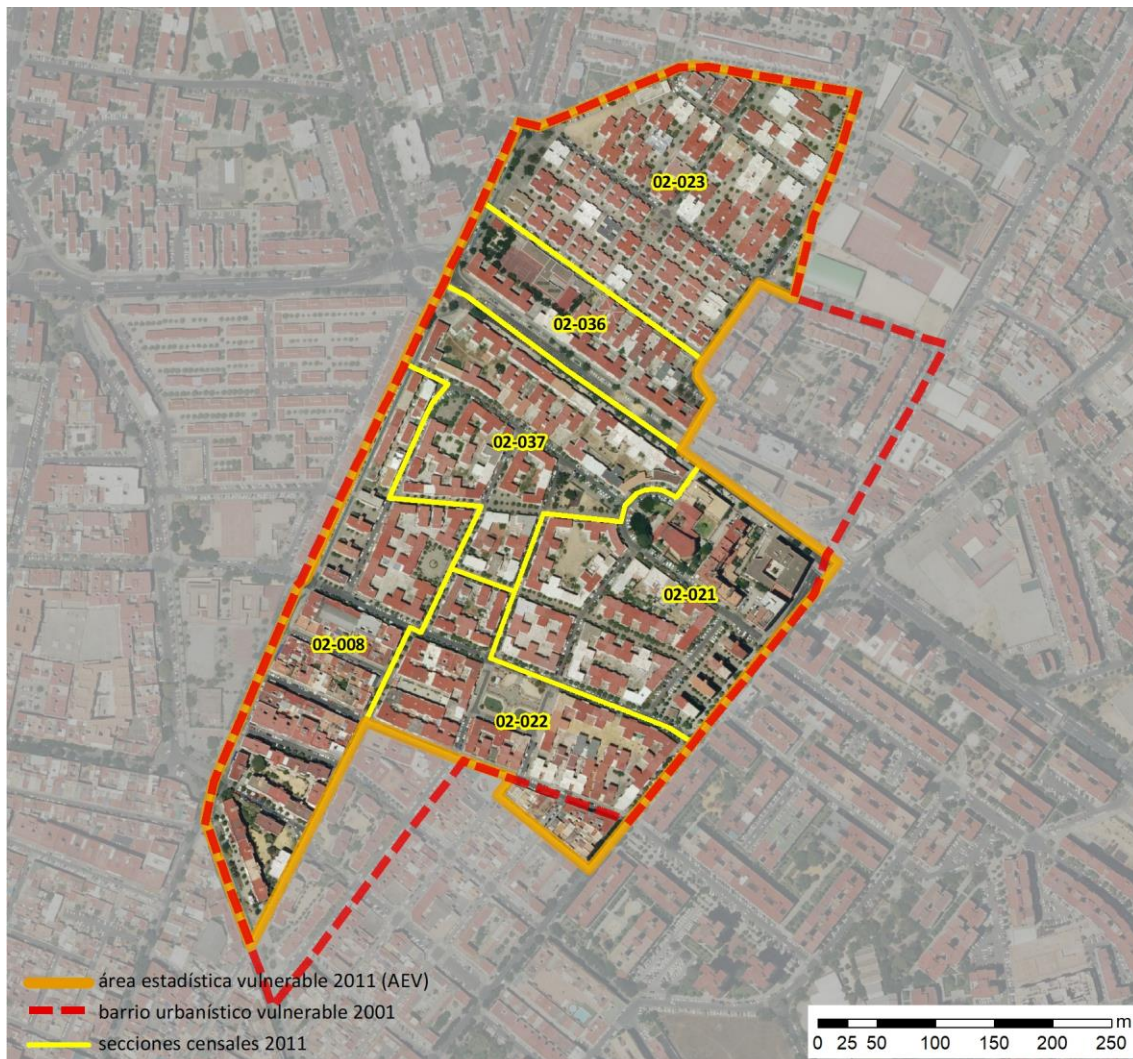 02-023
02-036
02-037
02-021
02-008
02-022
área estadística vulnerable 2011 (AEV)
barrio urbanístico vulnerable 2001
secciones censales 2011
m
0 25 50 100 150 200 250